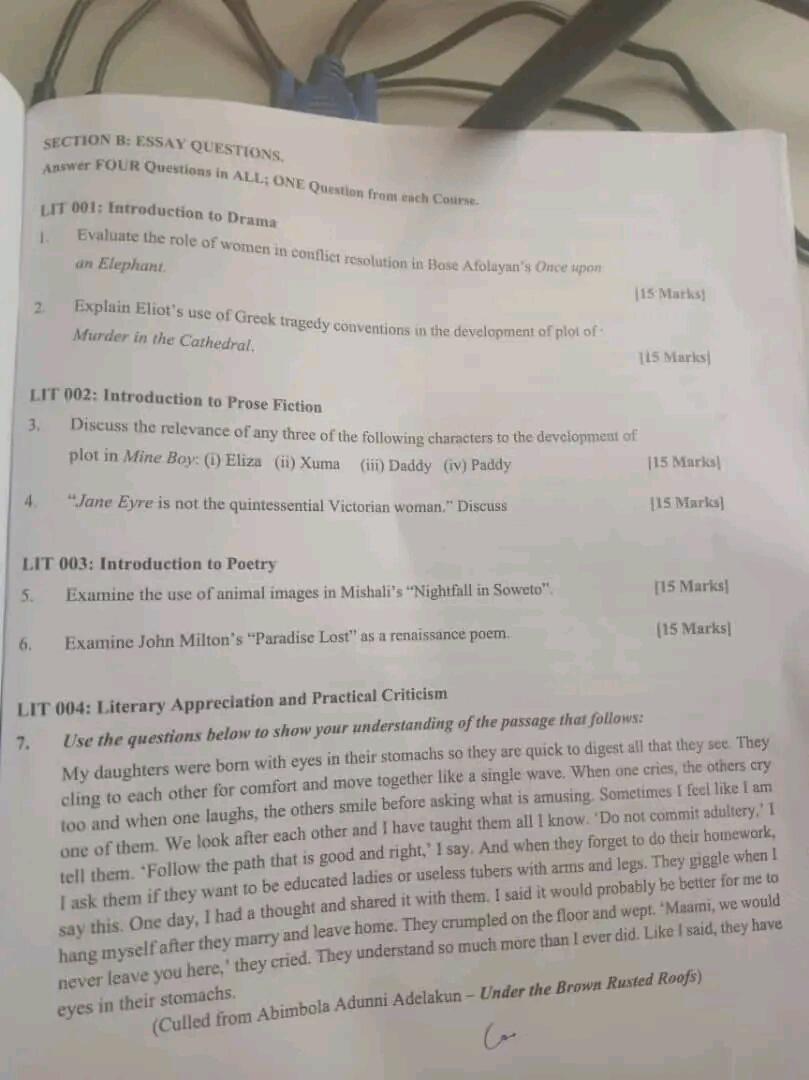 SECTION B: ESSAY QUESTIONS.
Answer FOUR Questions in ALL; ONE Question from each Course.
LIT 001: Introduction to Drama
1. Evaluate the role of women in conflict resolution in Bose Afolayan's Once upon
an Elephant.
[15 Marks]
2. Explain Eliot's use of Greek tragedy conventions in the development of plot of
Murder in the Cathedral.
[15 Marks]
LIT 002: Introduction to Prose Fiction
3. Discuss the relevance of any three of the following characters to the development of
plot in Mine Boy: (i) Eliza (ii) Xuma (iii) Daddy (iv) Paddy [15 Marks]
4. "Jane Eyre is not the quintessential Victorian woman." Discuss [15 Marks]
LIT 003: Introduction to Poetry
5. Examine the use of animal images in Mishali's "Nightfall in Soweto". [15 Marks]
6. Examine John Milton's "Paradise Lost" as a renaissance poem. [15 Marks]
LIT 004: Literary Appreciation and Practical Criticism
7. Use the questions below to show your understanding of the passage that follows:
My daughters were born with eyes in their stomachs so they are quick to digest all that they see. They
cling to each other for comfort and move together like a single wave. When one cries, the others cry
too and when one laughs, the others smile before asking what is amusing. Sometimes I feel like I am
one of them. We look after each other and I have taught them all I know. 'Do not commit adultery,' I
tell them. 'Follow the path that is good and right,' I say. And when they forget to do their homework,
I ask them if they want to be educated ladies or useless tubers with arms and legs. They giggle when I
say this. One day, I had a thought and shared it with them. I said it would probably be better for me to
hang myself after they marry and leave home. They crumpled on the floor and wept. 'Maami, we would
never leave you here,' they cried. They understand so much more than I ever did. Like I said, they have
eyes in their stomachs.
(Culled from Abimbola Adunni Adelakun – Under the Brown Rusted Roofs)